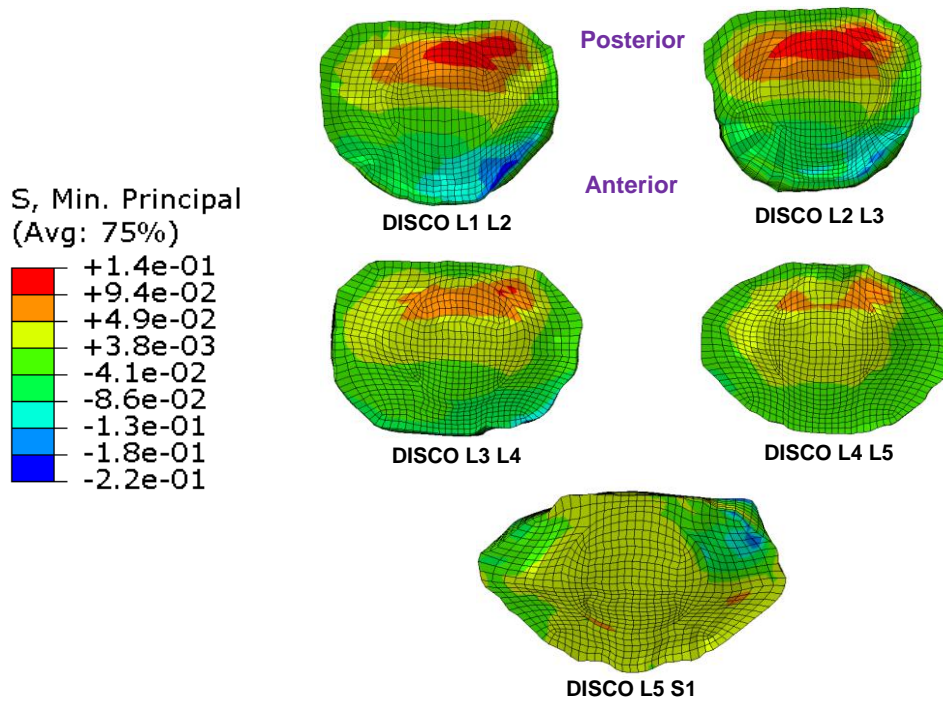 Posterior
Anterior
DISCO L1 L2
DISCO L2 L3
S, Min. Principal
(Avg: 75%)
+1.4e-01
+9.4e-02
+4.9e-02
+3.8e-03
-4.1e-02
-8.6e-02
-1.3e-01
-1.8e-01
-2.2e-01
DISCO L3 L4
DISCO L4 L5
DISCO L5 S1